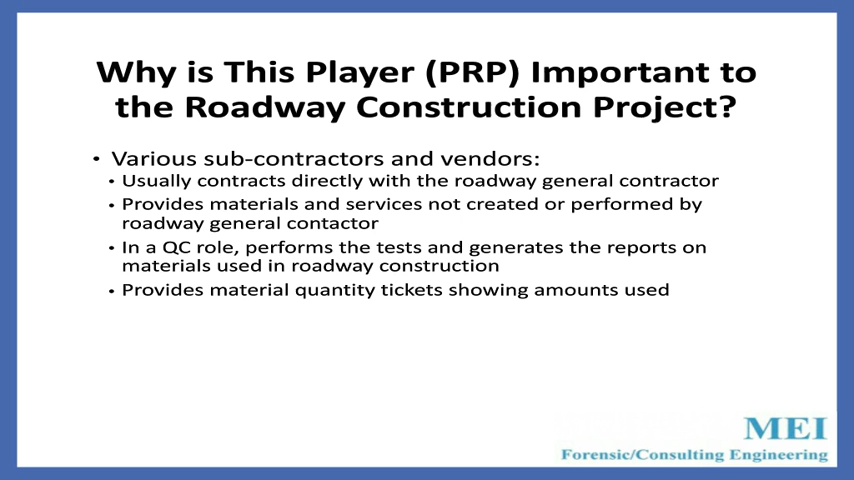 Why is This Player (PRP) Important to
the Roadway Construction Project?
• Various sub-contractors and vendors:
• Usually contracts directly with the roadway general contractor
• Provides materials and services not created or performed by
roadway general contactor
• In a QC role, performs the tests and generates the reports on
materials used in roadway construction
• Provides material quantity tickets showing amounts used
MEI
Forensic/Consulting Engineering